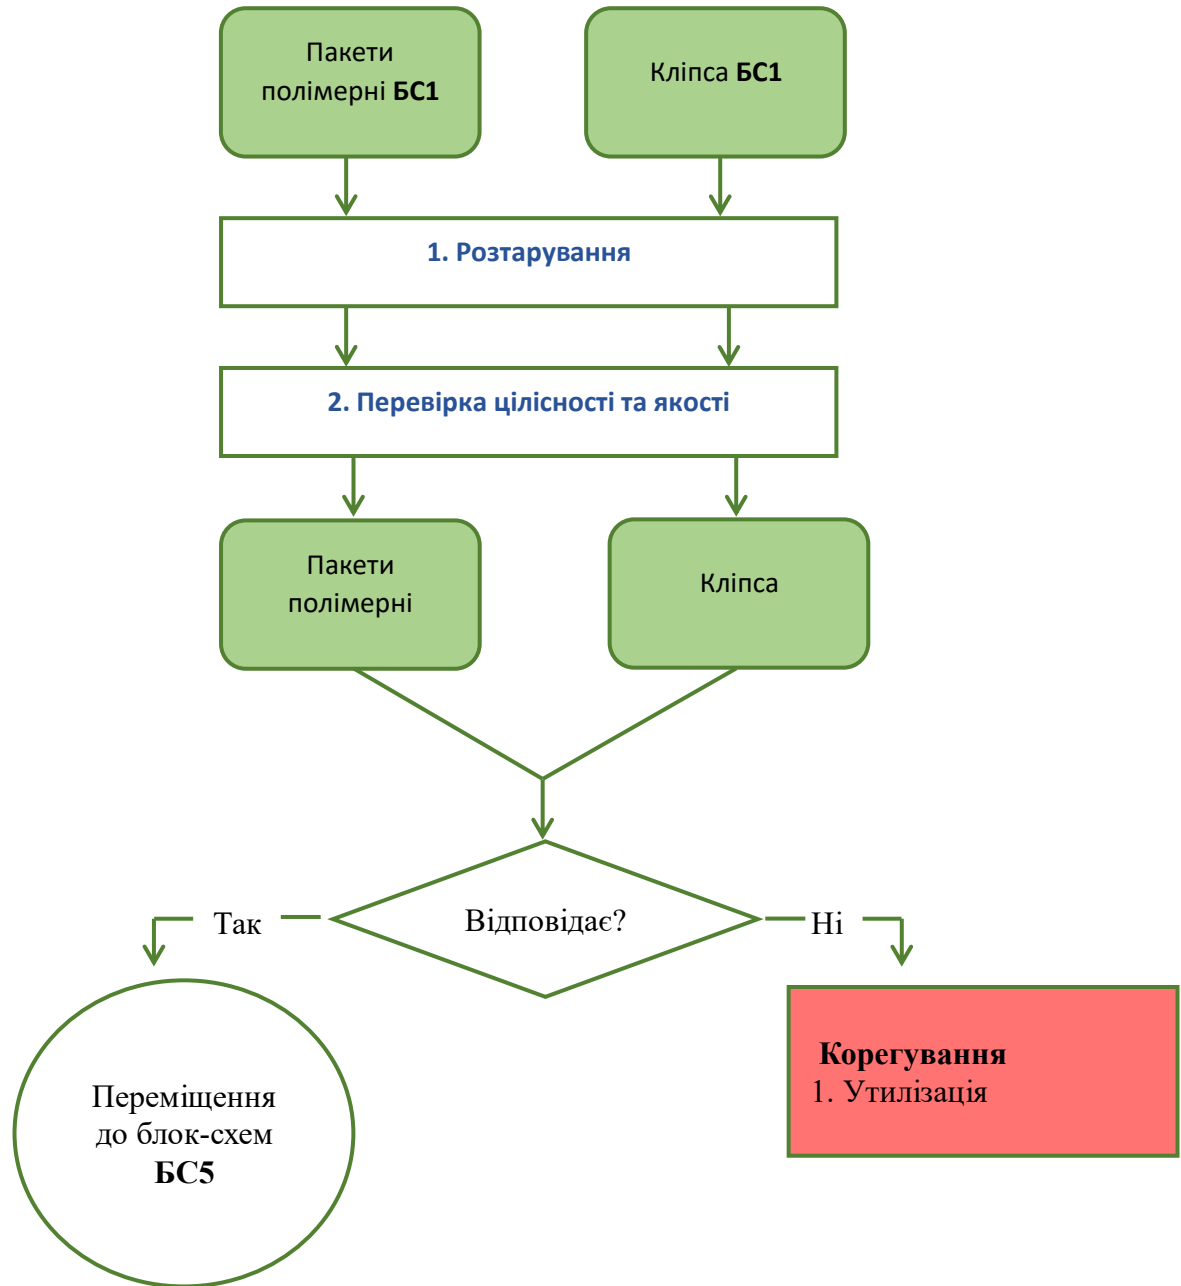 Пакети
полімерні БС1
Кліпса БС1
1. Розтарування
2. Перевірка цілісності та якості
Пакети
полімерні
Кліпса
Відповідає?
Так
Ні
Корегування
1. Утилізація
Переміщення
до блок-схем
БС5